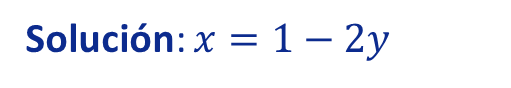 Solución: x = 1 − 2y